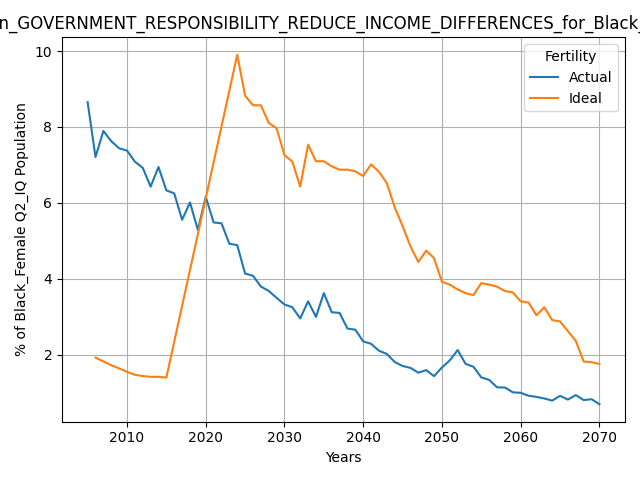 n_GOVERNMENT_RESPONSIBILITY_REDUCE_INCOME_DIFFERENCES_for_Black_
Fertility
Actual
Ideal
% of Black_Female Q2_IQ Population
10
8
6
4
2
2010 2020 2030 2040 2050 2060 2070
Years